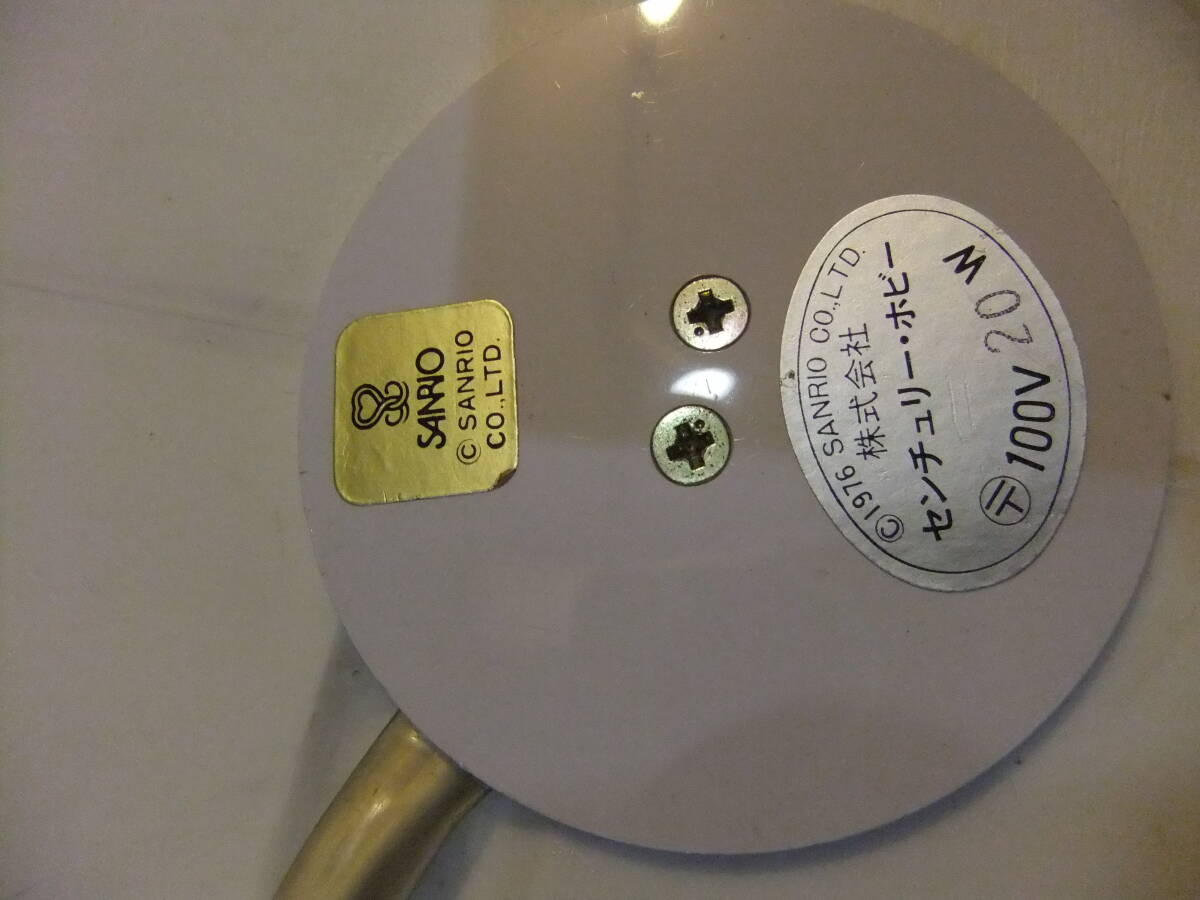 SANRIO
© SANRIO
CO.,LTD.
©1976 SANRIO CO.,LTD.
株式会社
センチュリー・ホビー
〒 100V 20 W